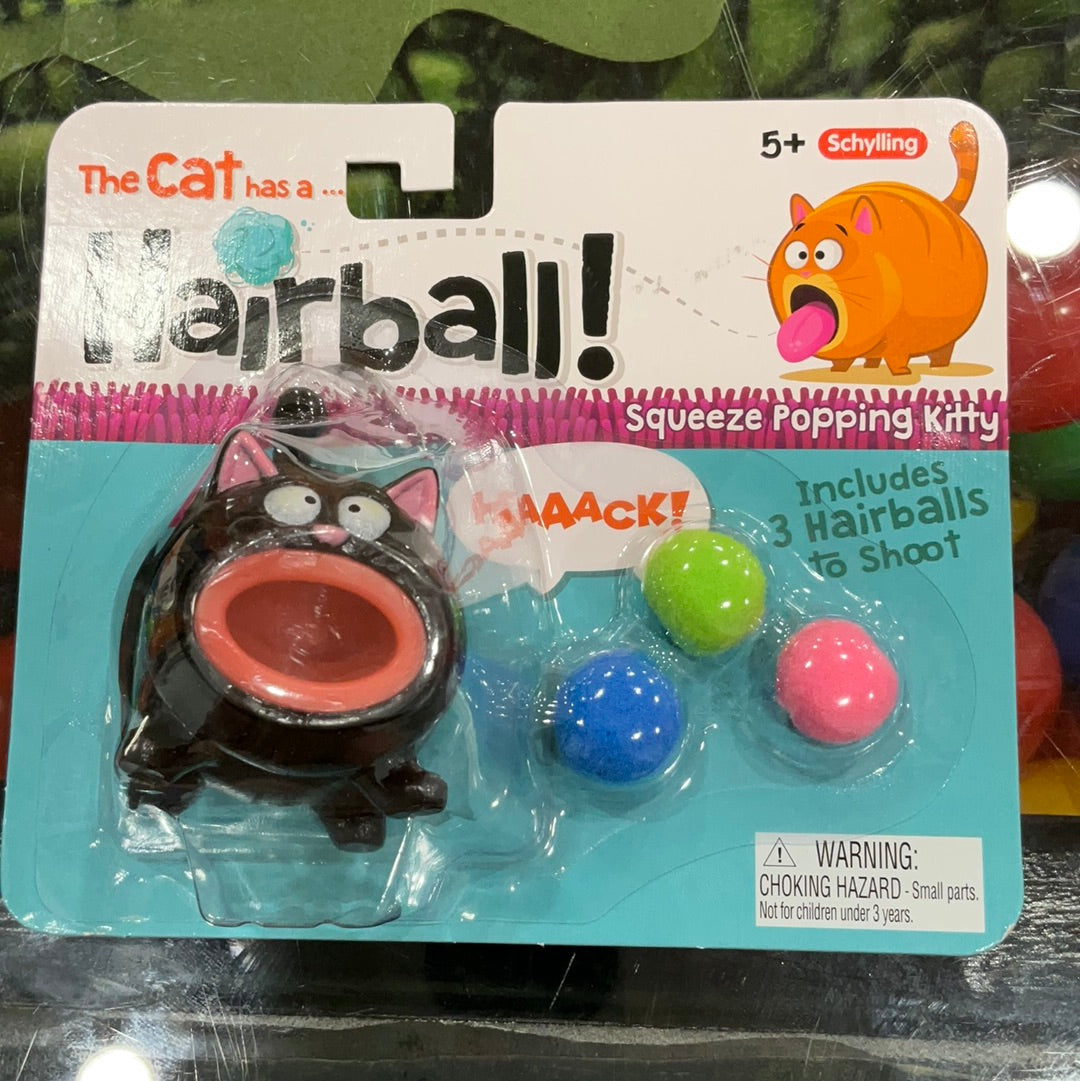 The Cat has a ...
5+ Schylling
Hairball!
Squeeze Popping Kitty
HAAACK!
Includes
3 Hairballs
to Shoot
WARNING:
CHOKING HAZARD - Small parts.
Not for children under 3 years.